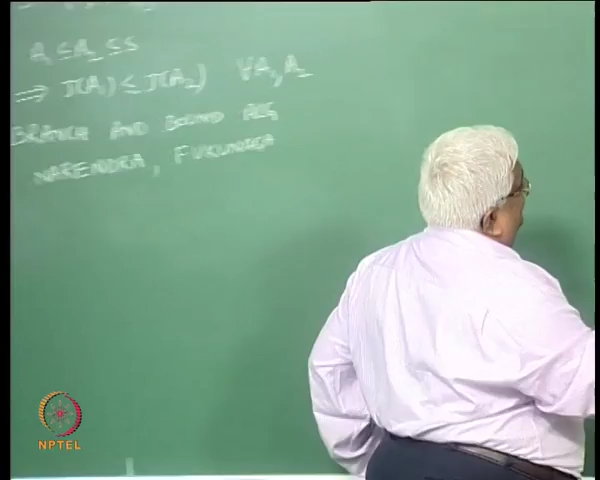 A₁ ⊆ A₂ ⊆ S
⇒ J(A₁) ≤ J(A₂) ∀A₁, A₂
BRANCH AND BOUND ALG
NARENDRA, FUKUNAGA
NPTEL